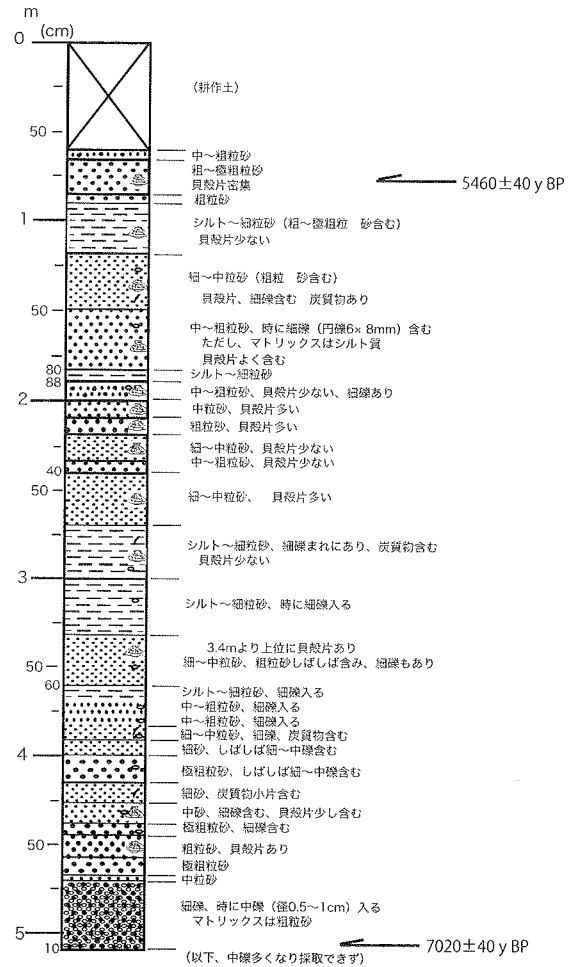 m
(cm)
0
(耕作土)
50
中～粗粒砂
粗～極粗粒砂
貝殻片密集
5460±40 y BP
粗粒砂
1
シルト～細粒砂(粗～極粗粒 砂含む)
貝殻片少ない
細～中粒砂(粗粒 砂含む)
貝殻片、細礫含む 炭質物あり
50
中～粗粒砂、時に細礫(円礫6× 8mm)含む
ただし、マトリックスはシルト質
貝殻片よく含む
80
シルト～細粒砂
88
中～粗粒砂、貝殻片少ない、細礫あり
2
中粒砂、貝殻片多い
粗粒砂、貝殻片多い
細～中粒砂、貝殻片少ない
中～粗粒砂、貝殻片少ない
40
50
細～中粒砂、 貝殻片多い
シルト～細粒砂、細礫まれにあり、炭質物含む
貝殻片少ない
3
シルト～細粒砂、時に細礫入る
3.4mより上位に貝殻片あり
細～中粒砂、粗粒砂しばしば含み、細礫もあり
50
60
シルト～細粒砂、細礫入る
中～粗粒砂、細礫入る
中～粗粒砂、細礫入る
細～中粒砂、細礫、炭質物含む
細砂、しばしば細～中礫含む
4
極粗粒砂、しばしば細～中礫含む
細砂、炭質物小片含む
中砂、細礫含む、貝殻片少し含む
極粗粒砂、細礫含む
50
粗粒砂、貝殻片あり
極粗粒砂
中粒砂
細礫、時に中礫(径0.5～1cm)入る
マトリックスは粗粒砂
5
10
7020±40 y BP
(以下、中礫多くなり採取できず)